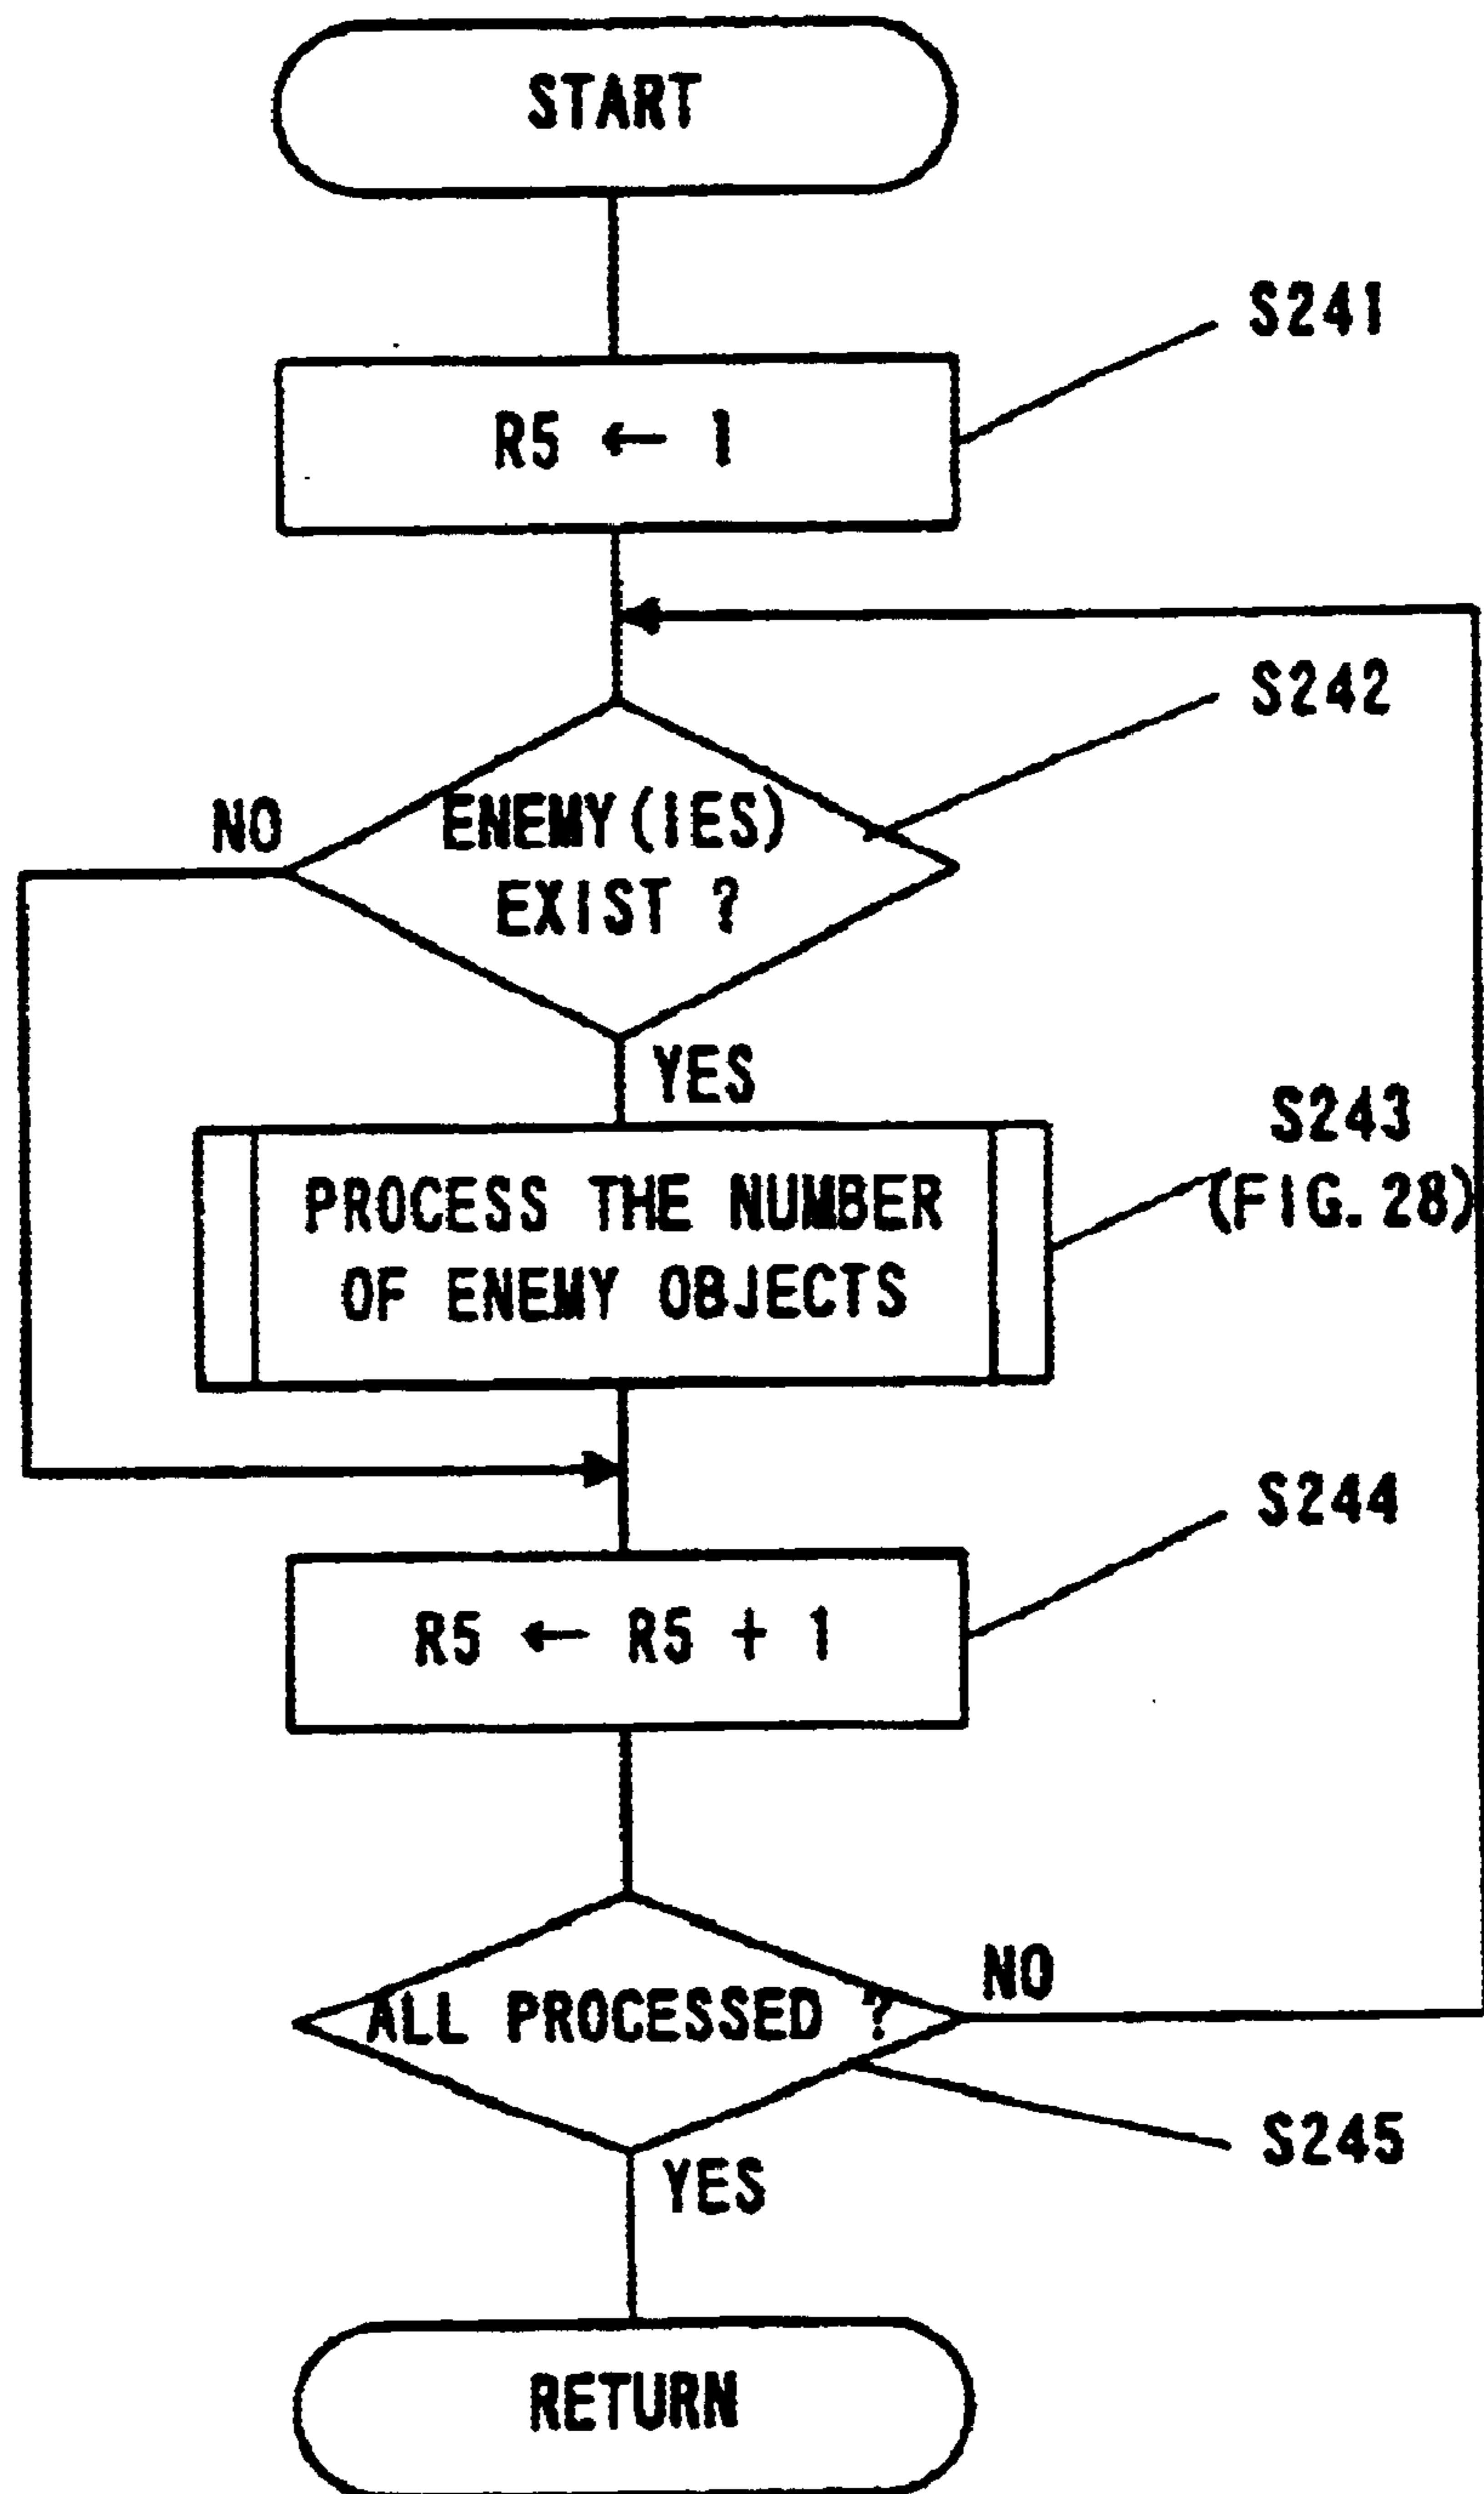 START
S241
R5 ← 1
S242
NO
ENEMY(IES)
EXIST ?
YES
S243
(FIG. 28)
PROCESS THE NUMBER
OF ENEMY OBJECTS
S244
R5 ← R5 + 1
NO
ALL PROCESSED ?
S245
YES
RETURN